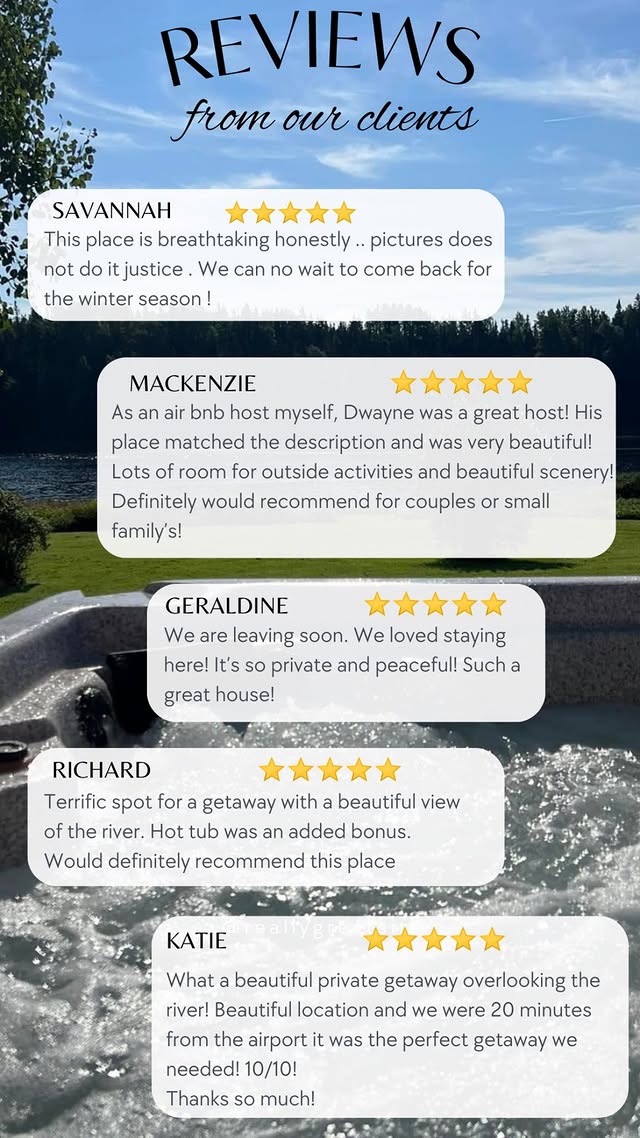 REVIEWS
from our clients
SAVANNAH ⭐⭐⭐⭐⭐
This place is breathtaking honestly .. pictures does
not do it justice . We can no wait to come back for
the winter season !
MACKENZIE ⭐⭐⭐⭐⭐
As an air bnb host myself, Dwayne was a great host! His
place matched the description and was very beautiful!
Lots of room for outside activities and beautiful scenery!
Definitely would recommend for couples or small
family's!
GERALDINE ⭐⭐⭐⭐⭐
We are leaving soon. We loved staying
here! It's so private and peaceful! Such a
great house!
RICHARD ⭐⭐⭐⭐⭐
Terrific spot for a getaway with a beautiful view
of the river. Hot tub was an added bonus.
Would definitely recommend this place
KATIE ⭐⭐⭐⭐⭐
What a beautiful private getaway overlooking the
river! Beautiful location and we were 20 minutes
from the airport it was the perfect getaway we
needed! 10/10!
Thanks so much!